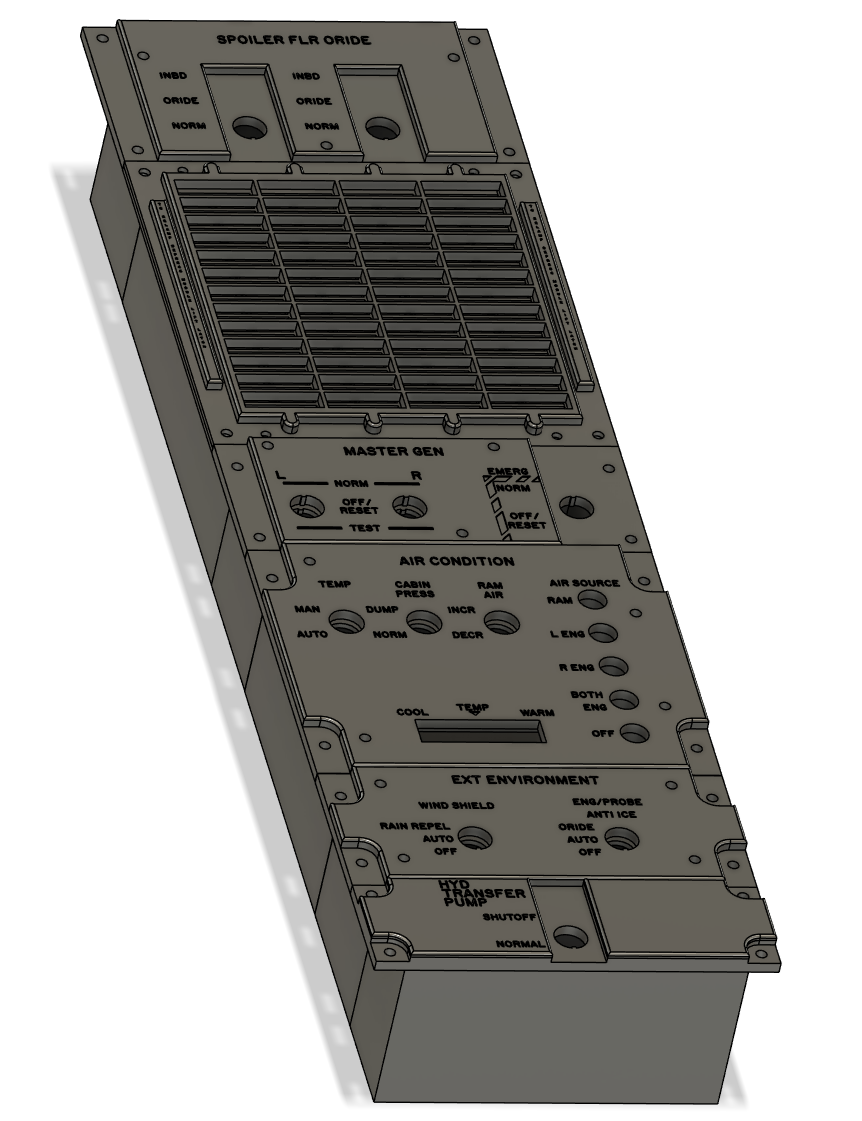 SPOILER FLR ORIDE
INBD INBD
ORIDE ORIDE
NORM NORM
MASTER GEN
L R
NORM
OFF/
RESET
TEST
EMERG
NORM
OFF/
RESET
AIR CONDITION
TEMP
MAN
AUTO
CABIN
PRESS
DUMP
NORM
RAM
AIR
INCR
DECR
AIR SOURCE
RAM
L ENG
R ENG
BOTH
ENG
OFF
COOL TEMP WARM
EXT ENVIRONMENT
WIND SHIELD
RAIN REPEL
AUTO
OFF
ENG/PROBE
ANTI ICE
ORIDE
AUTO
OFF
HYD
TRANSFER
PUMP
SHUTOFF
NORMAL